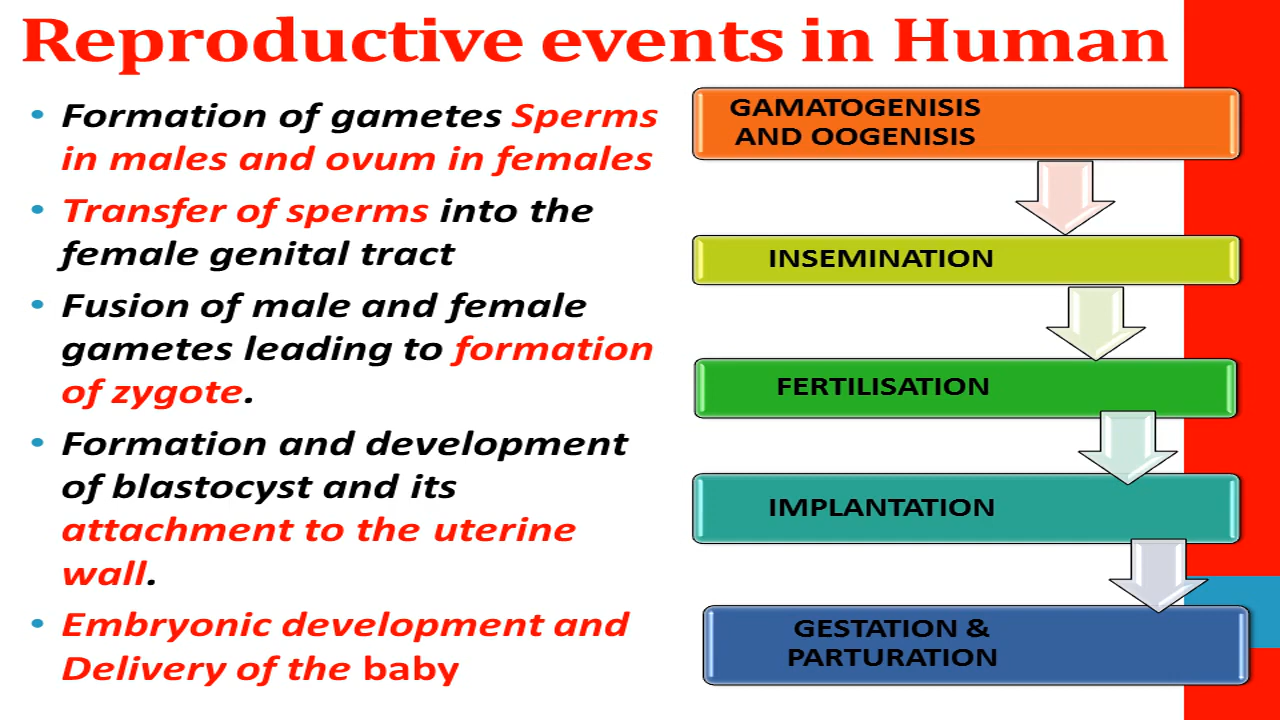 Reproductive events in Human
• Formation of gametes Sperms
in males and ovum in females
• Transfer of sperms into the
female genital tract
• Fusion of male and female
gametes leading to formation
of zygote.
• Formation and development
of blastocyst and its
attachment to the uterine
wall.
• Embryonic development and
Delivery of the baby
GAMATOGENISIS
AND OOGENISIS
INSEMINATION
FERTILISATION
IMPLANTATION
GESTATION &
PARTURATION